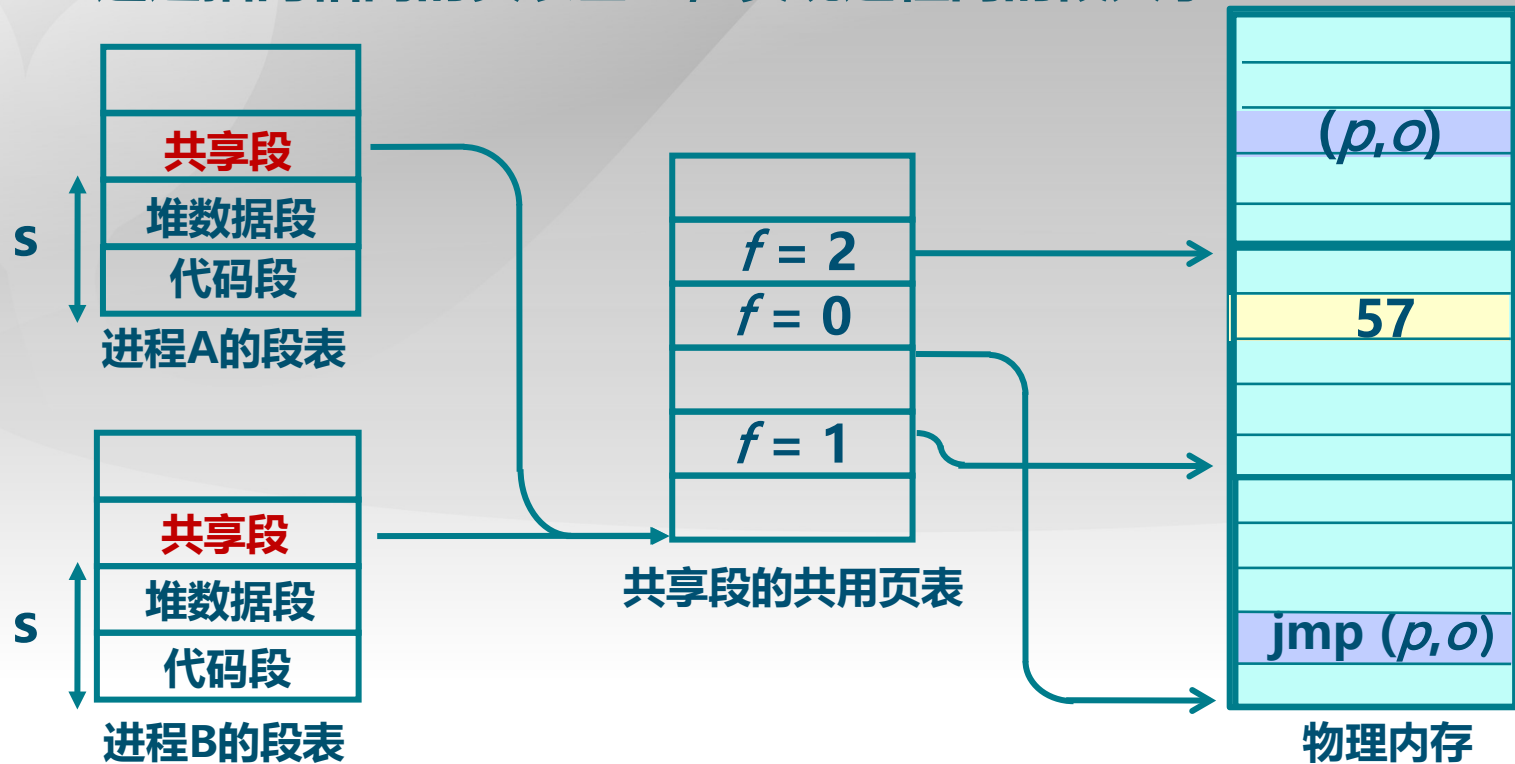 共享段
堆数据段
代码段
S
进程A的段表
共享段
堆数据段
代码段
S
进程B的段表
f = 2
f = 0
f = 1
共享段的共用页表
(p,o)
57
jmp (p,o)
物理内存